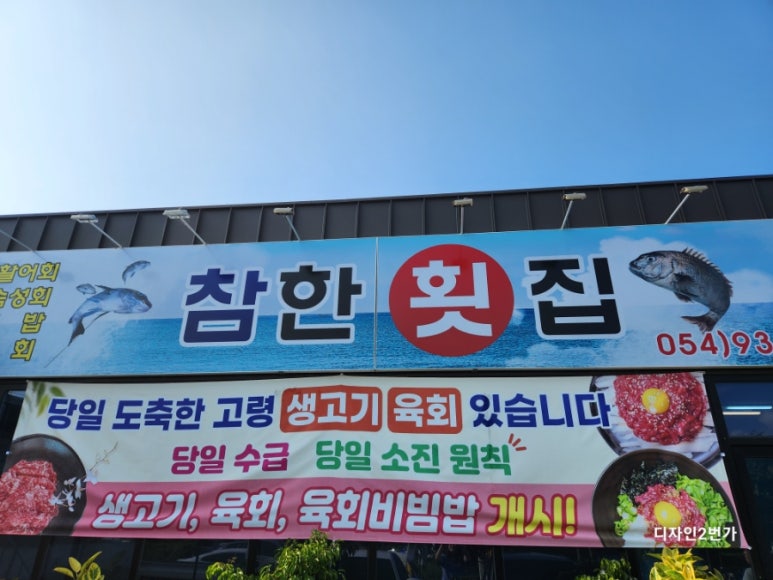 활어회
숙성회
밥
회
참한횟집
054)93
당일 도축한 고령 생고기 육회 있습니다
당일 수급 당일 소진 원칙
생고기, 육회, 육회비빔밥 개시!
디자인2번가